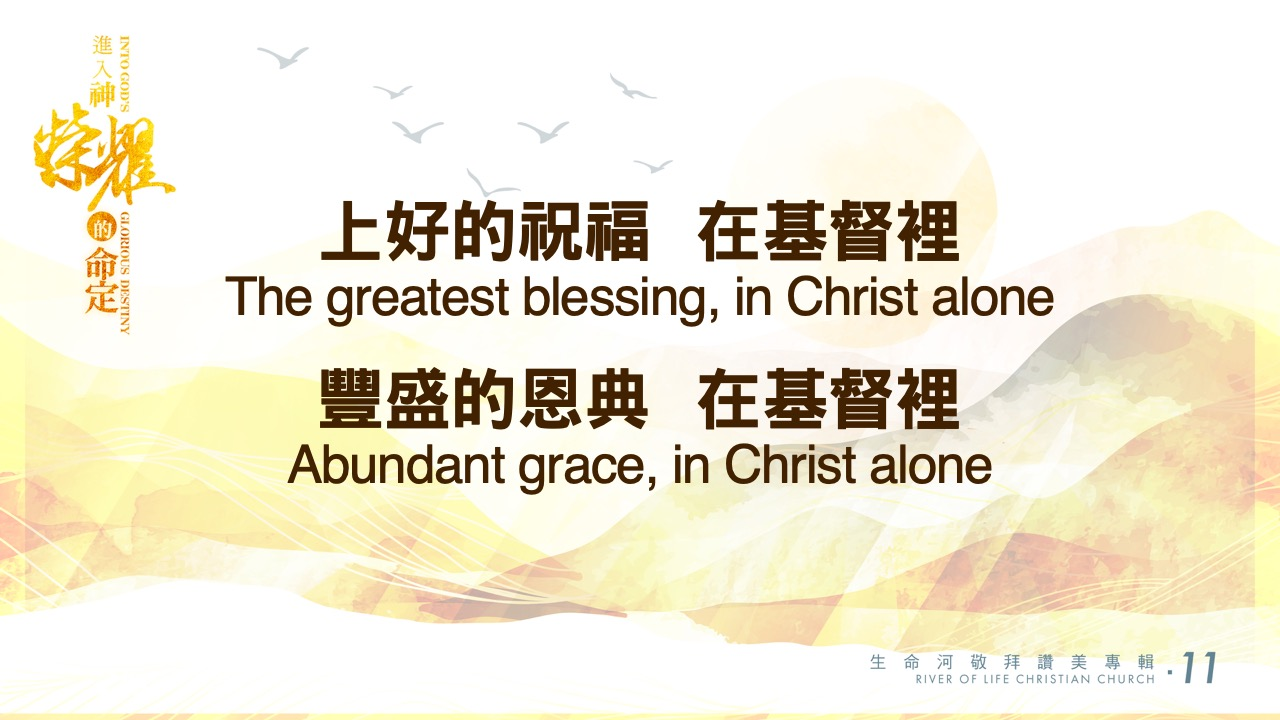 進入神
榮耀
的
命定
INTO GOD'S
GLORIOUS DESTINY
上好的祝福 在基督裡
The greatest blessing, in Christ alone
豐盛的恩典 在基督裡
Abundant grace, in Christ alone
生命河敬拜讚美專輯
RIVER OF LIFE CHRISTIAN CHURCH
·11